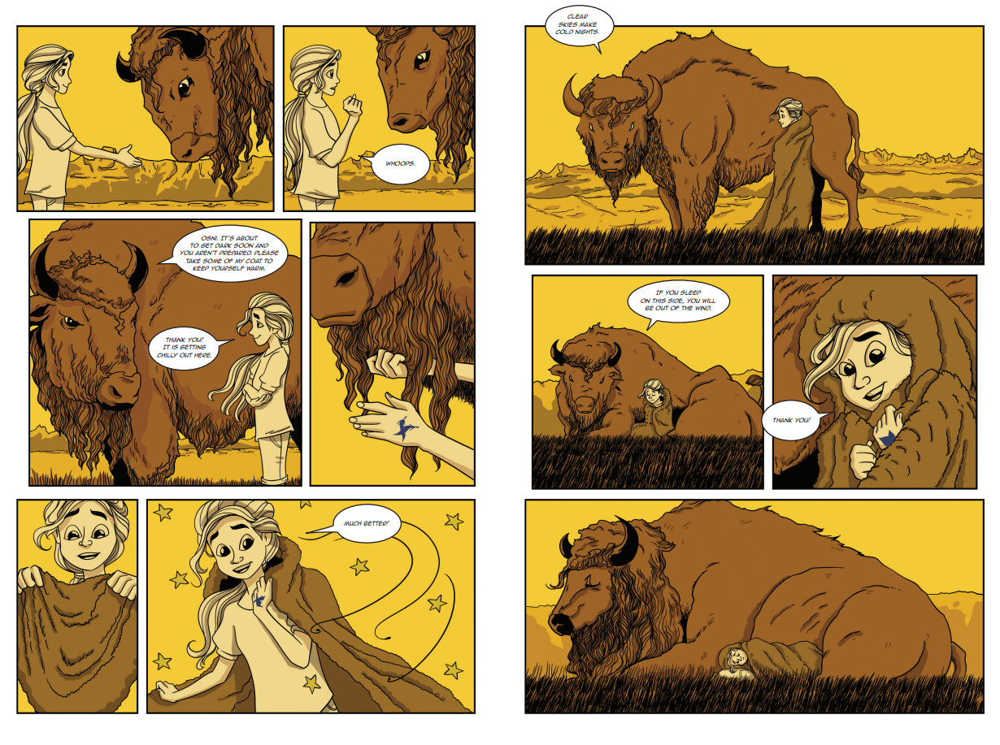 WHOOPS.
OSNI. IT'S ABOUT
TO GET DARK SOON AND
YOU AREN'T PREPARED. PLEASE
TAKE SOME OF MY COAT TO
KEEP YOURSELF WARM.
THANK YOU!
IT IS GETTING
CHILLY OUT HERE.
MUCH BETTER!
CLEAR
SKIES MAKE
COLD NIGHTS.
IF YOU SLEEP
ON THIS SIDE, YOU WILL
BE OUT OF THE WIND.
THANK YOU!